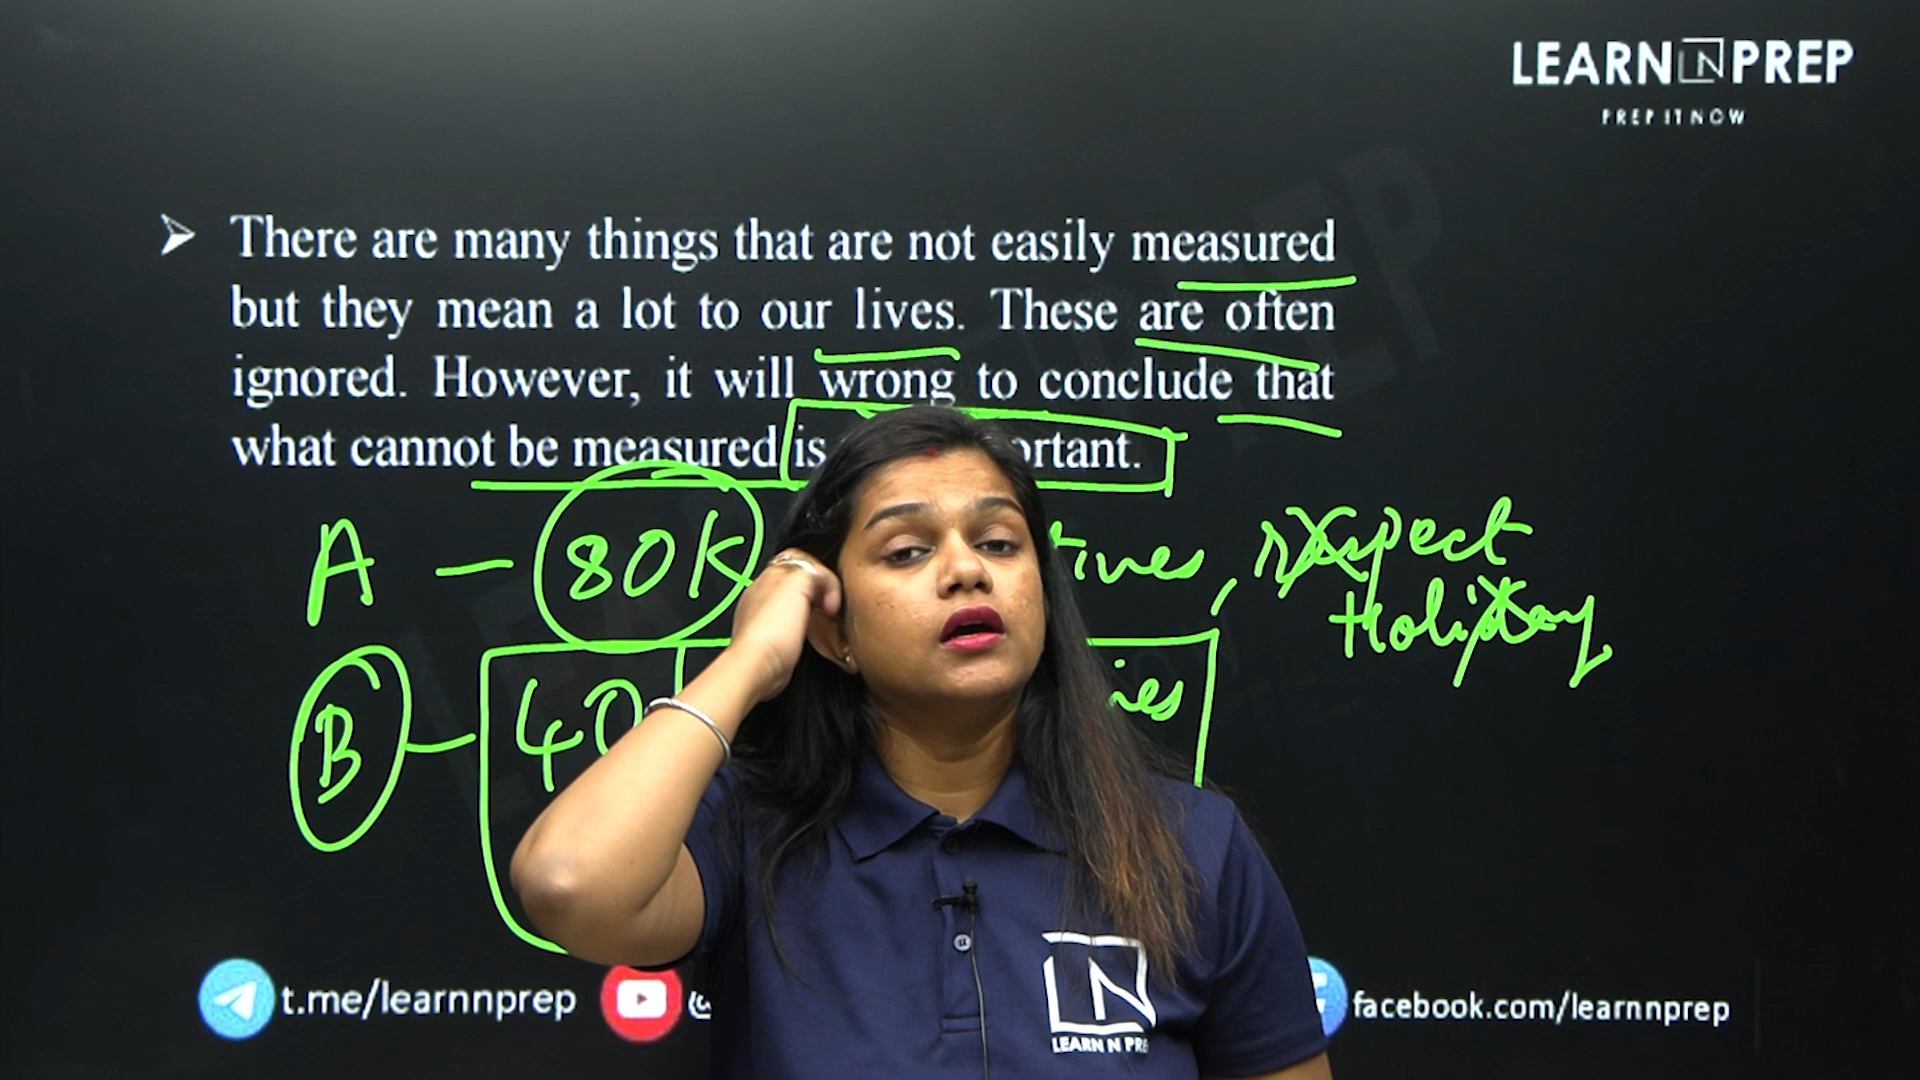 LEARN LN PREP
PREP IT NOW
There are many things that are not easily measured
but they mean a lot to our lives. These are often
ignored. However, it will wrong to conclude that
what cannot be measured is
A - 80K
B - 40
t.me/learnnprep
facebook.com/learnnprep
LEARN N PRE